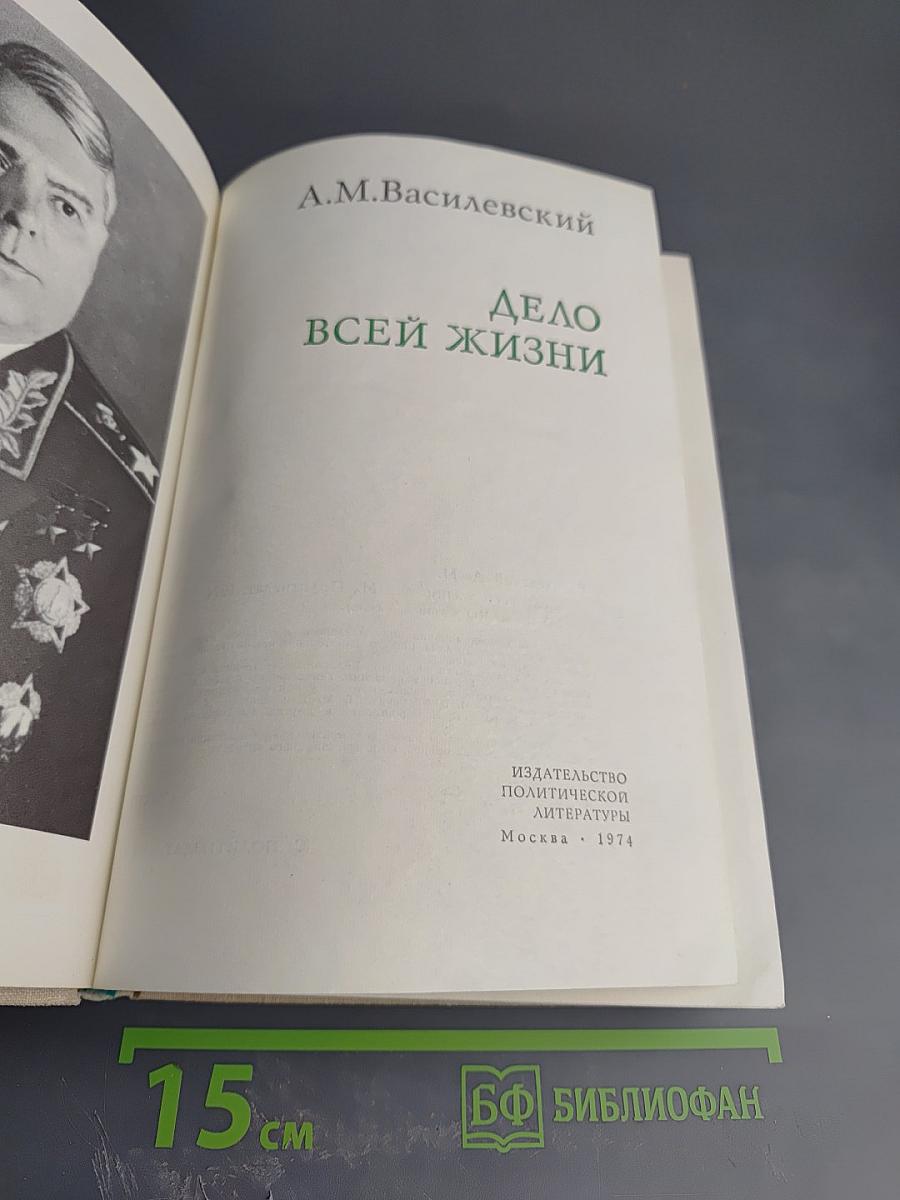 А.М.Василевский
ДЕЛО
ВСЕЙ ЖИЗНИ
ИЗДАТЕЛЬСТВО
ПОЛИТИЧЕСКОЙ
ЛИТЕРАТУРЫ
Москва · 1974
15 см
БФ БИБЛИОФАН